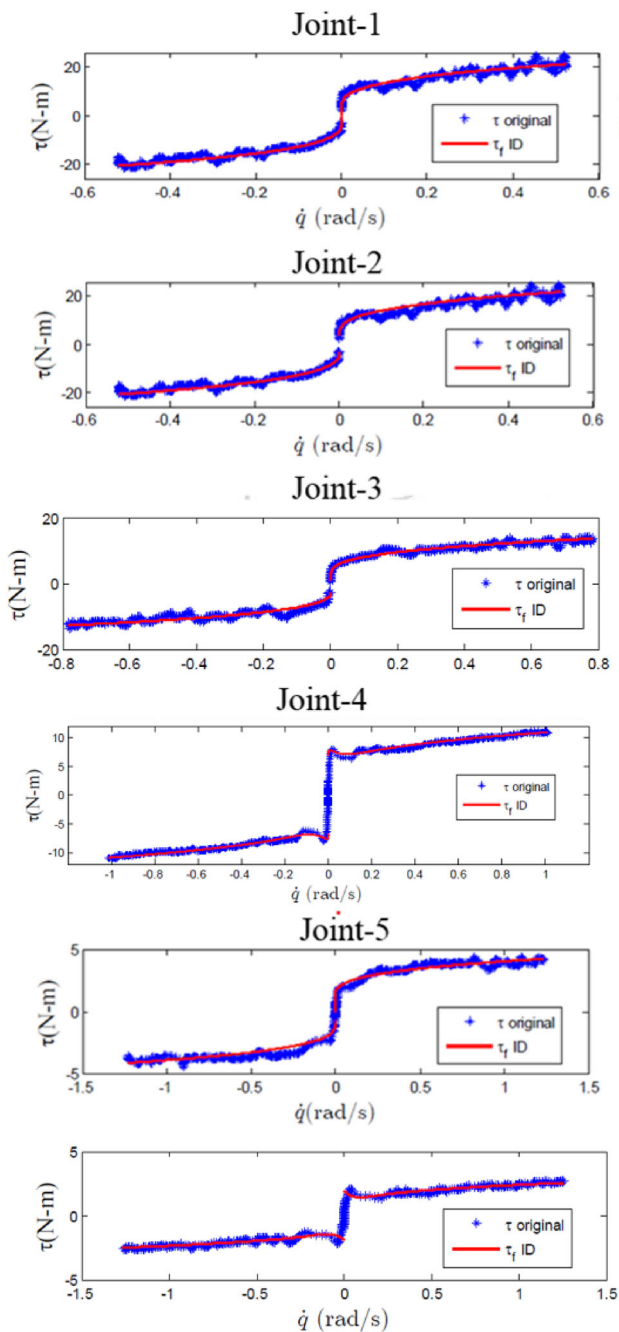 Joint-1
20
0
-20
τ(N-m)
τ original
τ_f ID
-0.6 -0.4 -0.2 0 0.2 0.4 0.6
q̇ (rad/s)
Joint-2
20
0
-20
τ(N-m)
τ original
τ_f ID
-0.6 -0.4 -0.2 0 0.2 0.4 0.6
q̇ (rad/s)
Joint-3
20
0
-20
τ(N-m)
τ original
τ_f ID
-0.8 -0.6 -0.4 -0.2 0 0.2 0.4 0.6 0.8
Joint-4
10
5
0
-5
-10
τ(N-m)
τ original
τ_f ID
-1 -0.8 -0.6 -0.4 -0.2 0 0.2 0.4 0.6 0.8 1
q̇ (rad/s)
Joint-5
5
0
-5
τ(N-m)
τ original
τ_f ID
-1.5 -1 -0.5 0 0.5 1 1.5
q̇(rad/s)
5
0
-5
τ(N-m)
τ original
τ_f ID
-1.5 -1 -0.5 0 0.5 1 1.5
q̇ (rad/s)